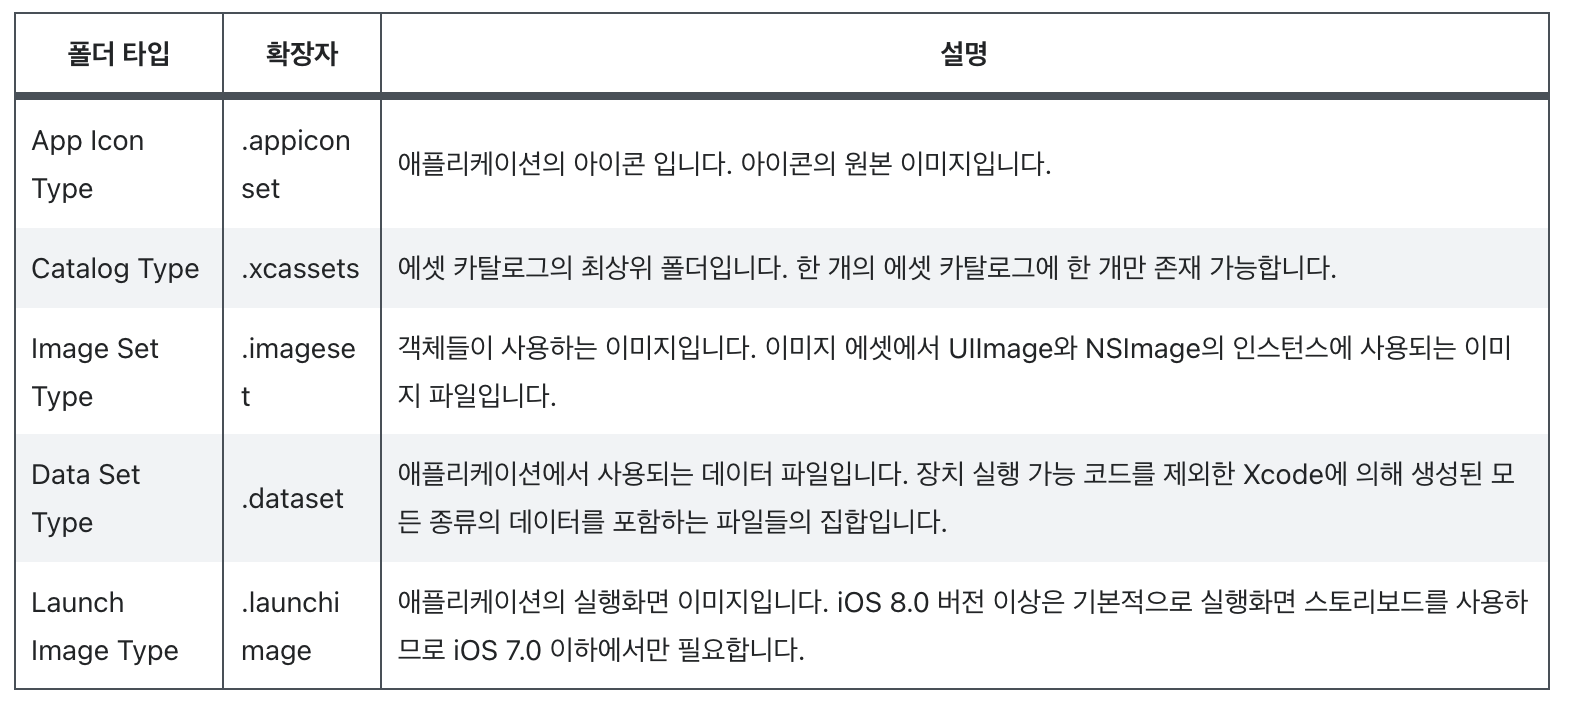 폴더 타입 확장자 설명
App Icon
Type
.appicon
set
애플리케이션의 아이콘 입니다. 아이콘의 원본 이미지입니다.
Catalog Type
.xcassets
에셋 카탈로그의 최상위 폴더입니다. 한 개의 에셋 카탈로그에 한 개만 존재 가능합니다.
Image Set
Type
.imagese
t
객체들이 사용하는 이미지입니다. 이미지 에셋에서 UIImage와 NSImage의 인스턴스에 사용되는 이미
지 파일입니다.
Data Set
Type
.dataset
애플리케이션에서 사용되는 데이터 파일입니다. 장치 실행 가능 코드를 제외한 Xcode에 의해 생성된 모
든 종류의 데이터를 포함하는 파일들의 집합입니다.
Launch
Image Type
.launchi
mage
애플리케이션의 실행화면 이미지입니다. iOS 8.0 버전 이상은 기본적으로 실행화면 스토리보드를 사용하
므로 iOS 7.0 이하에서만 필요합니다.